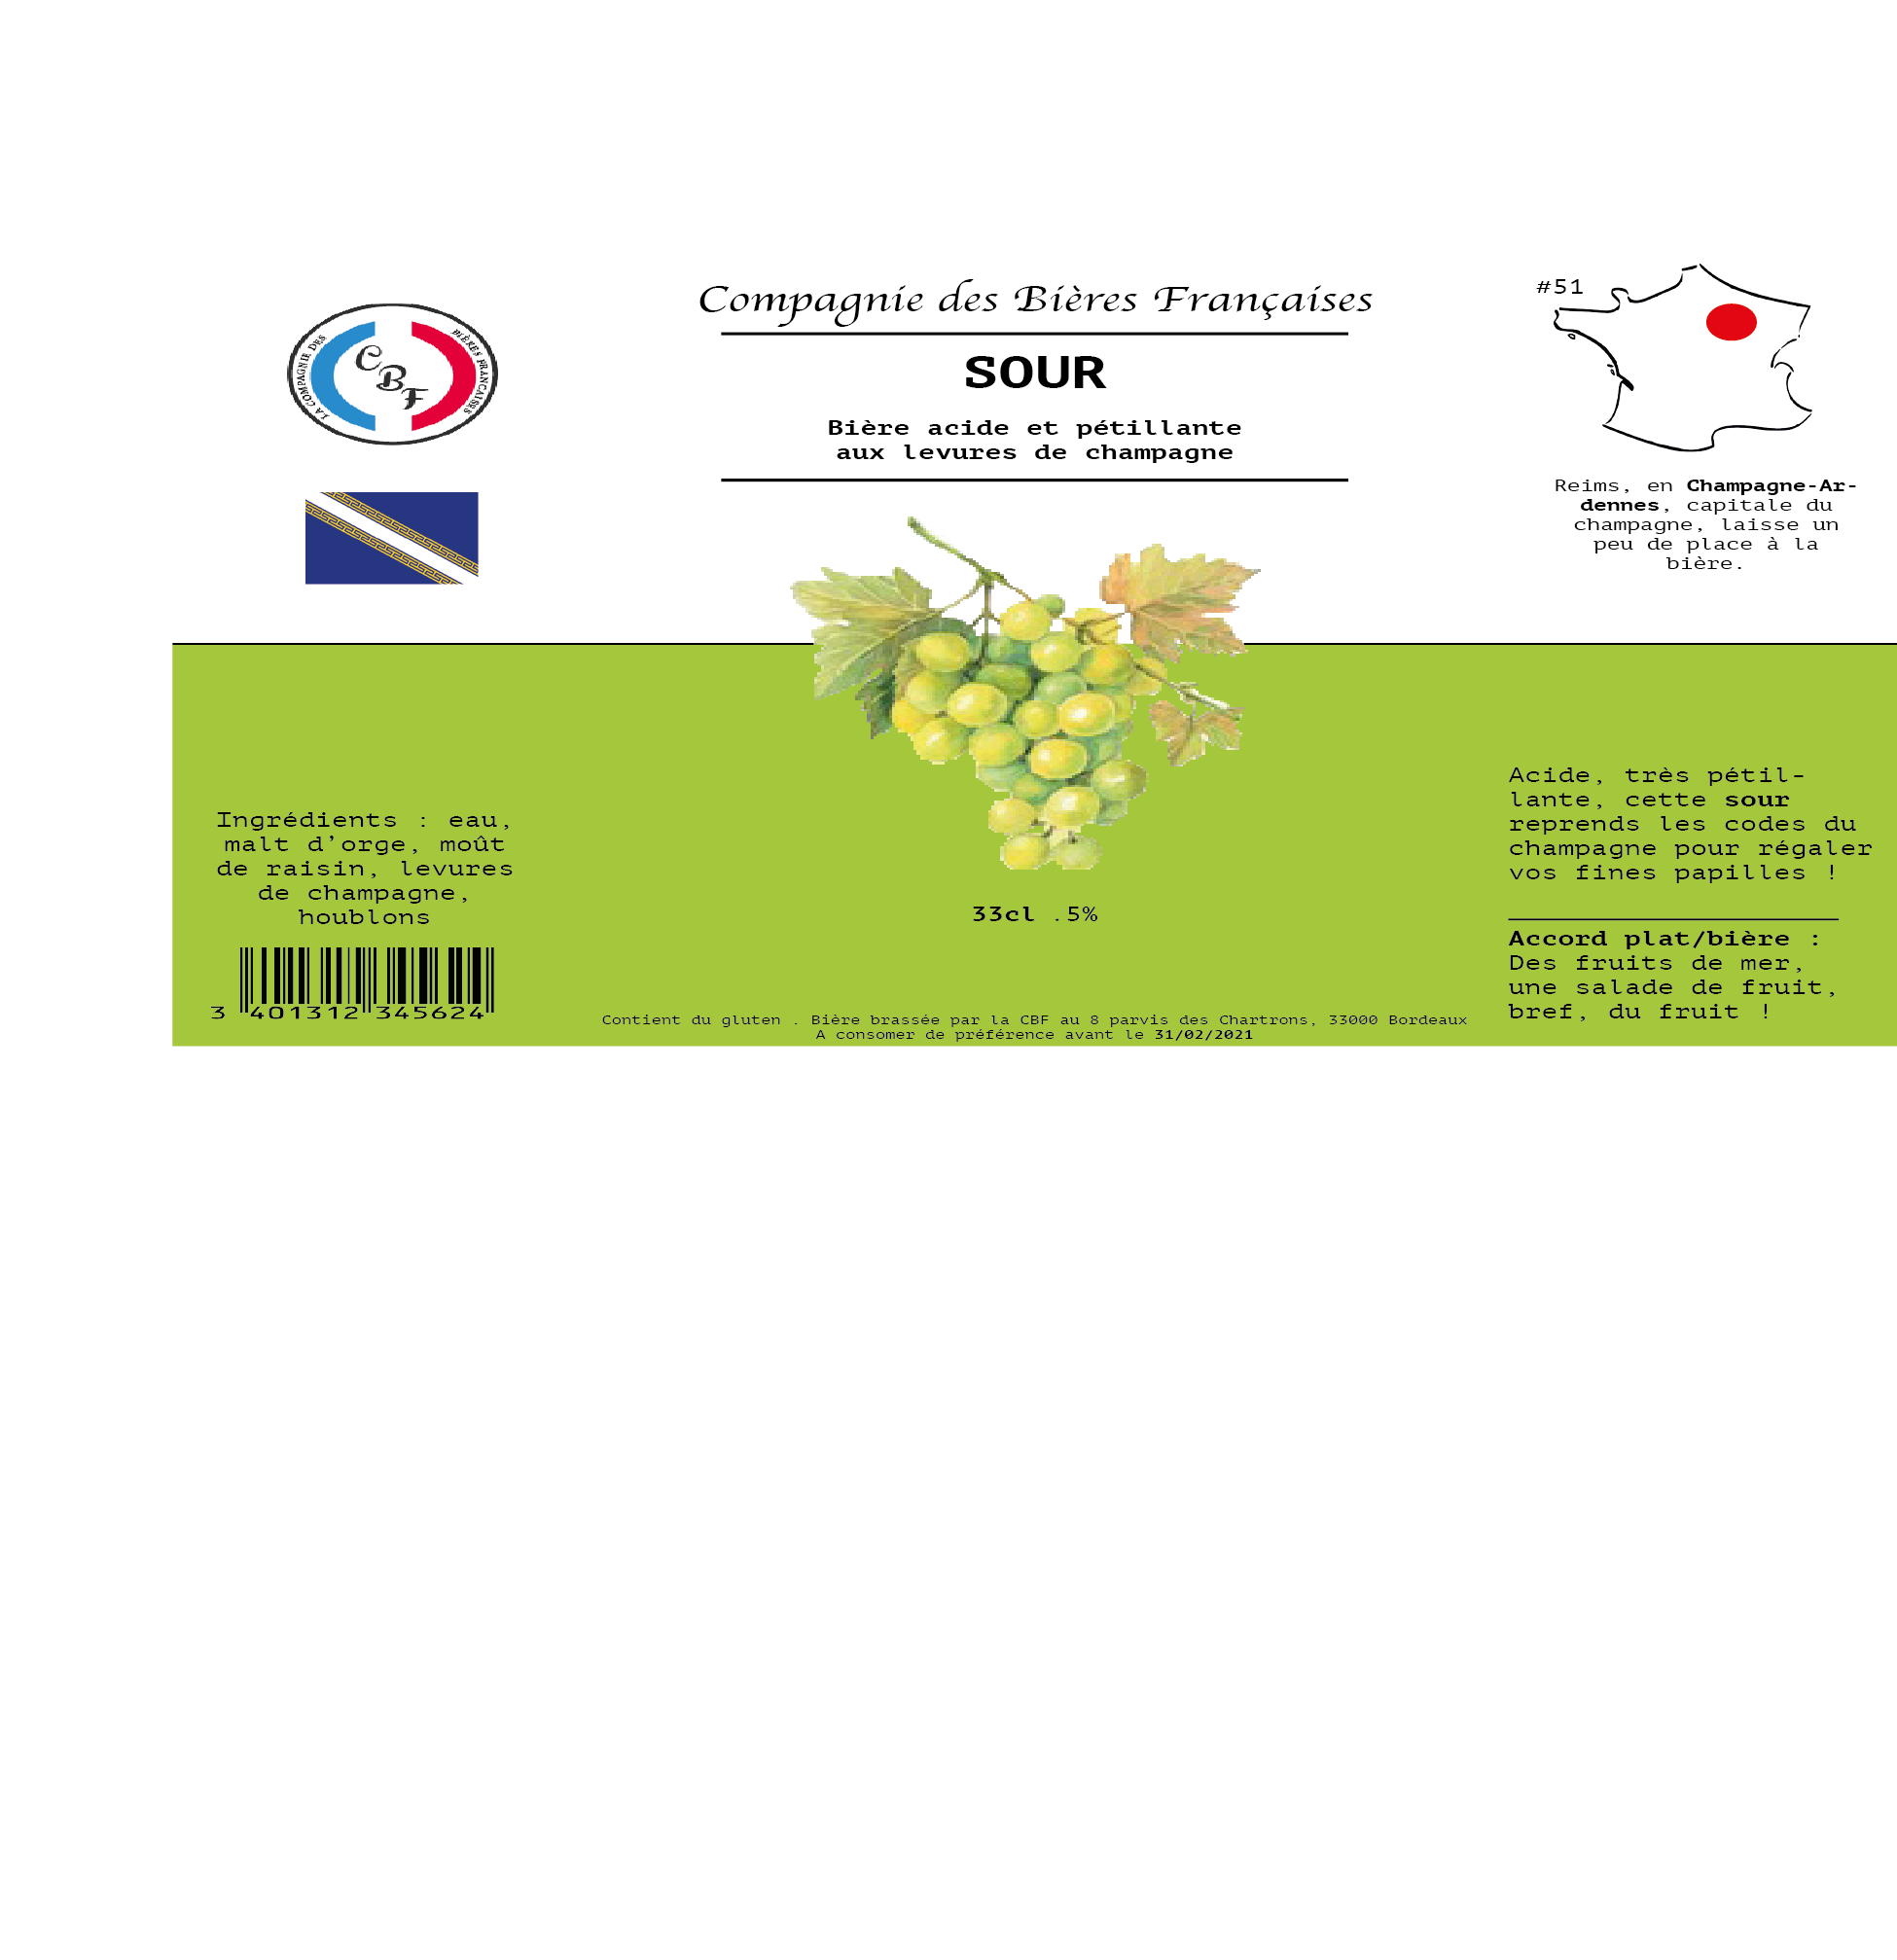 LA COMPAGNIE DES
BIÈRES FRANÇAISES
CBF
Compagnie des Bières Françaises
SOUR
Bière acide et pétillante
aux levures de champagne
#51
Reims, en Champagne-Ar-
dennes, capitale du
champagne, laisse un
peu de place à la
bière.
Ingrédients : eau,
malt d’orge, moût
de raisin, levures
de champagne,
houblons
3 401312 345624
33cl .5%
Contient du gluten . Bière brassée par la CBF au 8 parvis des Chartrons, 33000 Bordeaux
A consomer de préférence avant le 31/02/2021
Acide, très pétil-
lante, cette sour
reprends les codes du
champagne pour régaler
vos fines papilles !
Accord plat/bière :
Des fruits de mer,
une salade de fruit,
bref, du fruit !